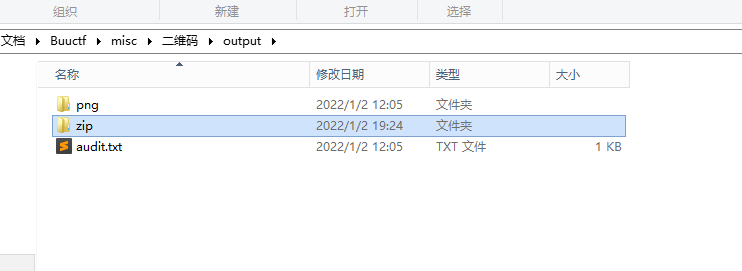 组织 新建 打开 选择
文档 Buuctf misc 二维码 output
名称 修改日期 类型 大小
png 2022/1/2 12:05 文件夹
zip 2022/1/2 19:24 文件夹
audit.txt 2022/1/2 12:05 TXT 文件 1 KB